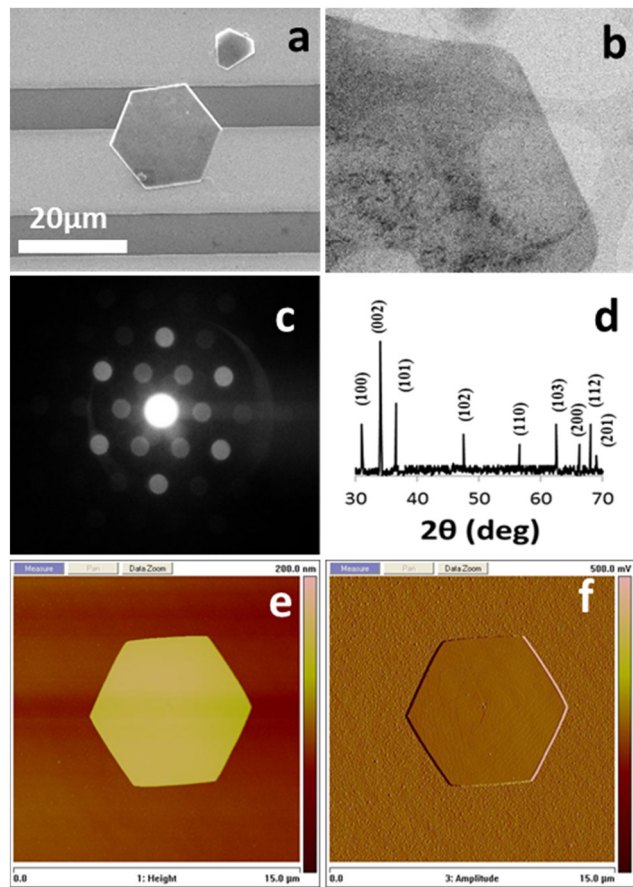 a
b
20μm
c
d
(100)
(002)
(101)
(102)
(110)
(103)
(200)
(112)
(201)
30 40 50 60 70
2θ (deg)
Measure Pan Data Zoom 200.0 nm
e
0.0 1: Height 15.0 μm
Measure Pan Data Zoom 500.0 mV
f
0.0 3: Amplitude 15.0 μm